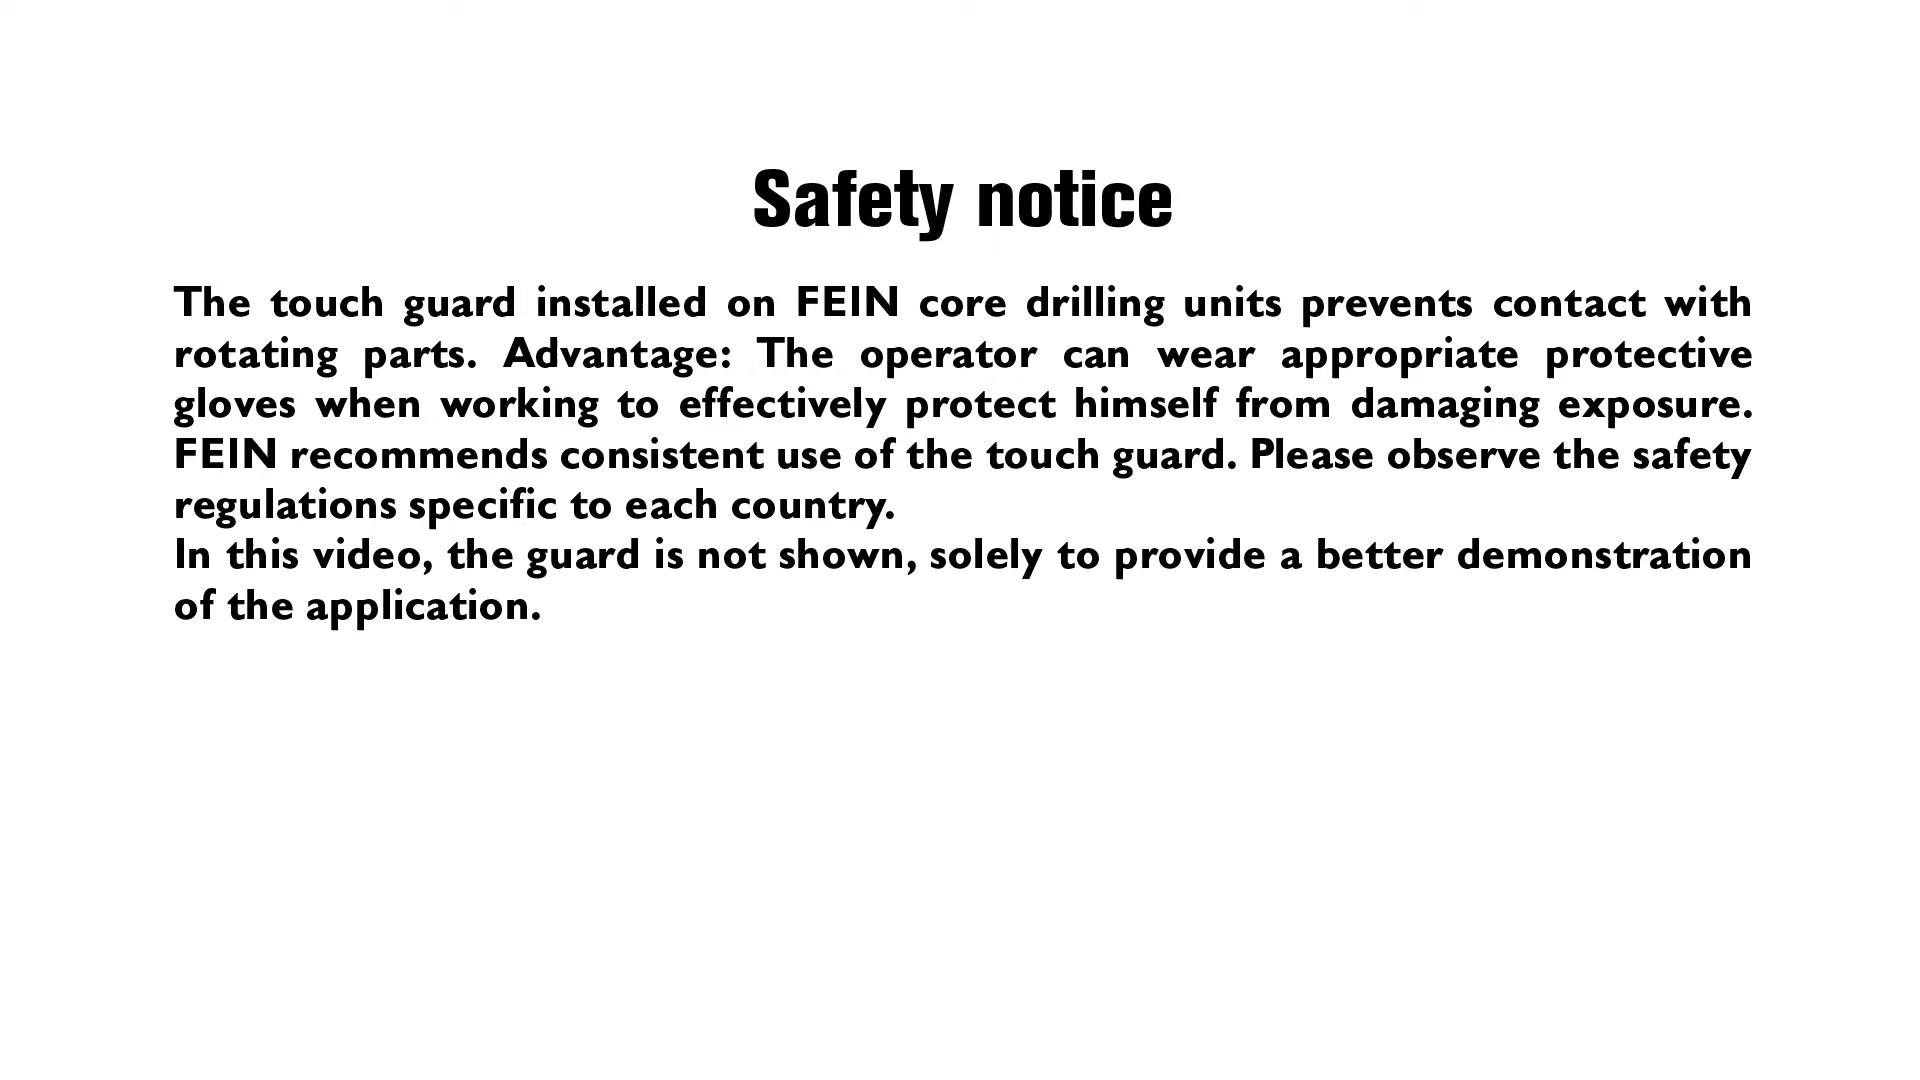 Safety notice
The touch guard installed on FEIN core drilling units prevents contact with
rotating parts. Advantage: The operator can wear appropriate protective
gloves when working to effectively protect himself from damaging exposure.
FEIN recommends consistent use of the touch guard. Please observe the safety
regulations specific to each country.
In this video, the guard is not shown, solely to provide a better demonstration
of the application.